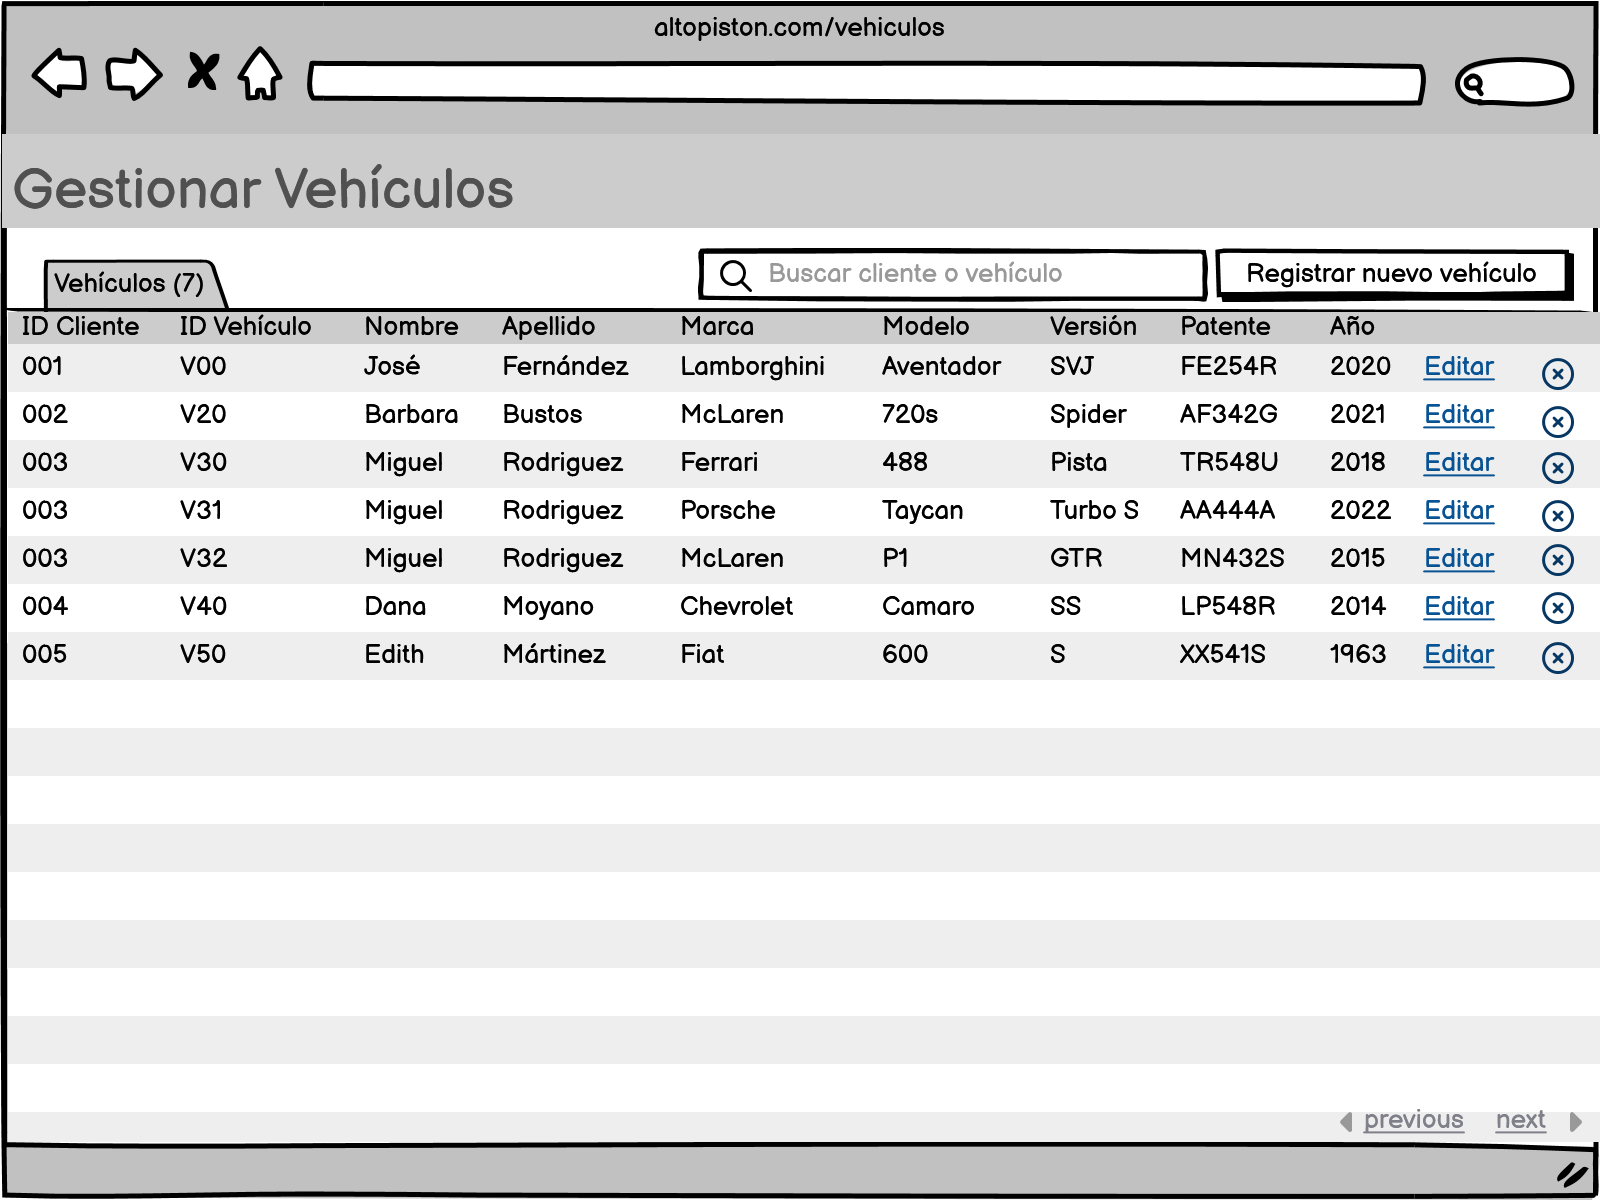 altopiston.com/vehiculos
Gestionar Vehículos
Vehículos (7)
Buscar cliente o vehículo
Registrar nuevo vehículo
ID Cliente ID Vehículo Nombre Apellido Marca Modelo Versión Patente Año
001 V00 José Fernández Lamborghini Aventador SVJ FE254R 2020 Editar
002 V20 Barbara Bustos McLaren 720s Spider AF342G 2021 Editar
003 V30 Miguel Rodriguez Ferrari 488 Pista TR548U 2018 Editar
003 V31 Miguel Rodriguez Porsche Taycan Turbo S AA444A 2022 Editar
003 V32 Miguel Rodriguez McLaren P1 GTR MN432S 2015 Editar
004 V40 Dana Moyano Chevrolet Camaro SS LP548R 2014 Editar
005 V50 Edith Mártinez Fiat 600 S XX541S 1963 Editar
previous next